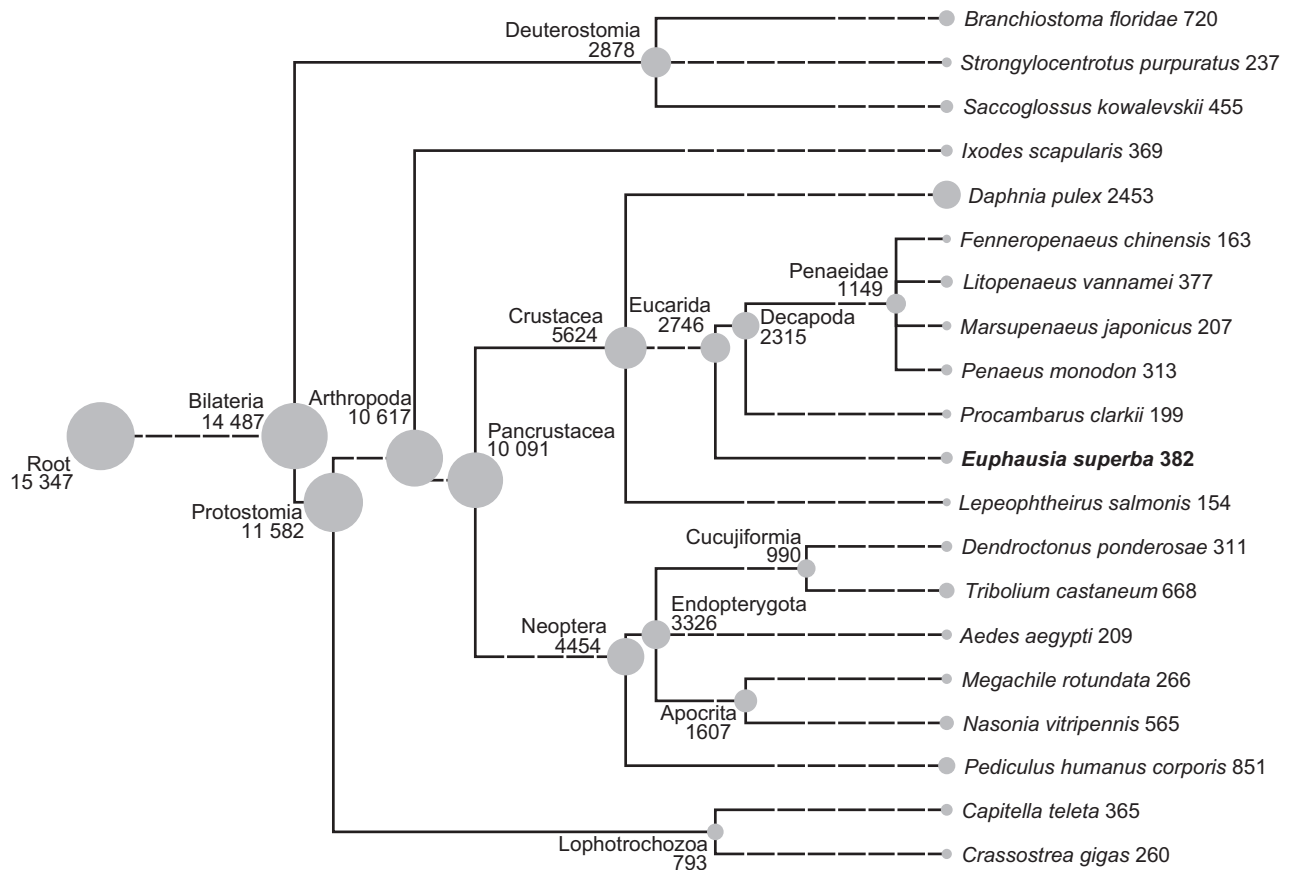 Branchiostoma floridae 720
Deuterostomia
2878
Strongylocentrotus purpuratus 237
Saccoglossus kowalevskii 455
Ixodes scapularis 369
Daphnia pulex 2453
Fenneropenaeus chinensis 163
Penaeidae
1149
Litopenaeus vannamei 377
Crustacea
5624
Eucarida
2746
Decapoda
2315
Marsupenaeus japonicus 207
Penaeus monodon 313
Bilateria
14 487
Arthropoda
10 617
Procambarus clarkii 199
Pancrustacea
10 091
Root
15 347
Euphausia superba 382
Protostomia
11 582
Lepeophtheirus salmonis 154
Cucujiformia
990
Dendroctonus ponderosae 311
Tribolium castaneum 668
Neoptera
4454
Endopterygota
3326
Aedes aegypti 209
Megachile rotundata 266
Apocrita
1607
Nasonia vitripennis 565
Pediculus humanus corporis 851
Capitella teleta 365
Lophotrochozoa
793
Crassostrea gigas 260